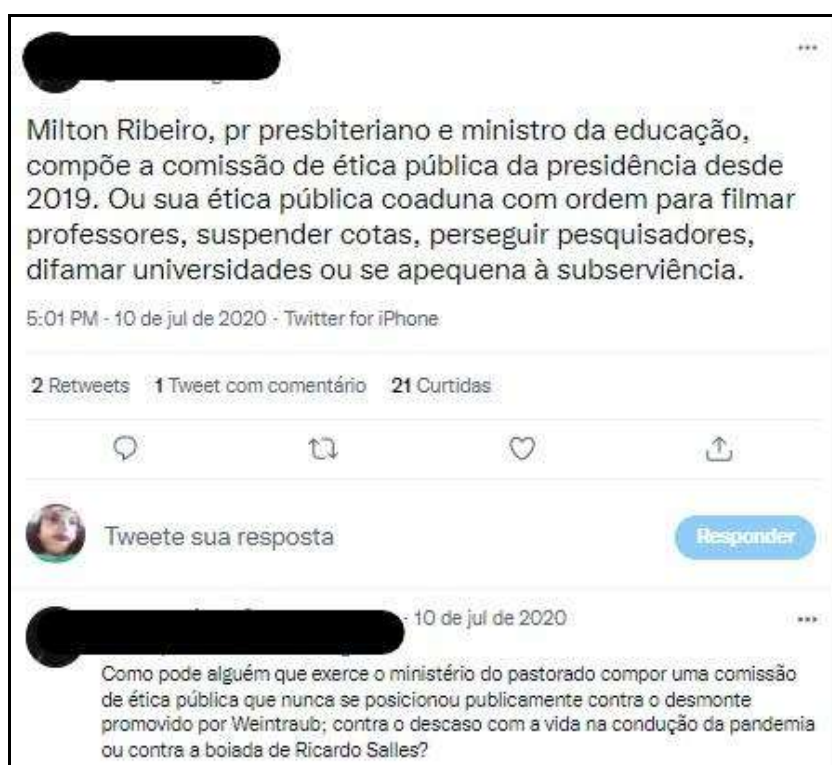 Milton Ribeiro, pr presbiteriano e ministro da educação,
compõe a comissão de ética pública da presidência desde
2019. Ou sua ética pública coaduna com ordem para filmar
professores, suspender cotas, perseguir pesquisadores,
difamar universidades ou se apequena à subserviência.
5:01 PM · 10 de jul de 2020 · Twitter for iPhone
2 Retweets 1 Tweet com comentário 21 Curtidas
Tweete sua resposta
Responder
· 10 de jul de 2020
Como pode alguém que exerce o ministério do pastorado compor uma comissão
de ética pública que nunca se posicionou publicamente contra o desmonte
promovido por Weintraub; contra o descaso com a vida na condução da pandemia
ou contra a boiada de Ricardo Salles?